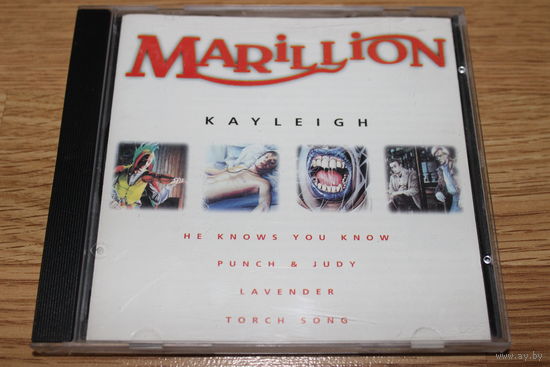 MARiLLiON
KAYLEIGH
HE KNOWS YOU KNOW
PUNCH & JUDY
LAVENDER
TORCH SONG
www.ay.by